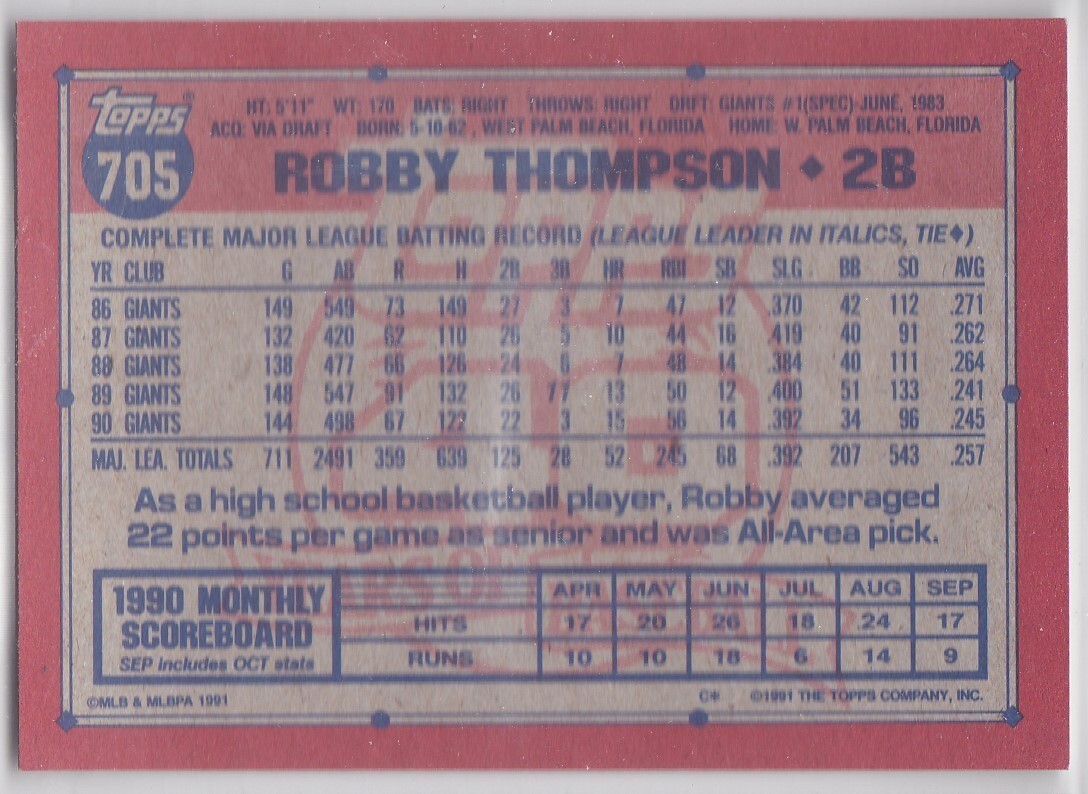 topps®
705
HT: 5'11" WT: 170 BATS: RIGHT THROWS: RIGHT DRFT: GIANTS #1(SPEC)-JUNE, 1983
ACQ: VIA DRAFT BORN: 5-10-62, WEST PALM BEACH, FLORIDA HOME: W. PALM BEACH, FLORIDA
ROBBY THOMPSON ♦ 2B
COMPLETE MAJOR LEAGUE BATTING RECORD (LEAGUE LEADER IN ITALICS, TIE♦)
YR CLUB G AB R H 2B 3B HR RBI SB SLG BB SO AVG
86 GIANTS 149 549 73 149 27 3 7 47 12 .370 42 112 .271
87 GIANTS 132 420 62 110 26 5 10 44 16 .419 40 91 .262
88 GIANTS 138 477 66 126 24 6 7 48 14 .384 40 111 .264
89 GIANTS 148 547 91 132 26 11 13 50 12 .400 51 133 .241
90 GIANTS 144 498 67 122 22 3 15 56 14 .392 34 96 .245
MAJ. LEA. TOTALS 711 2491 359 639 125 28 52 245 68 .392 207 543 .257
As a high school basketball player, Robby averaged
22 points per game as senior and was All-Area pick.
1990 MONTHLY
SCOREBOARD
SEP includes OCT stats
APR MAY JUN JUL AUG SEP
HITS 17 20 26 18 24 17
RUNS 10 10 18 6 14 9
©MLB & MLBPA 1991 C* ©1991 THE TOPPS COMPANY, INC.
topps
40
YEARS OF